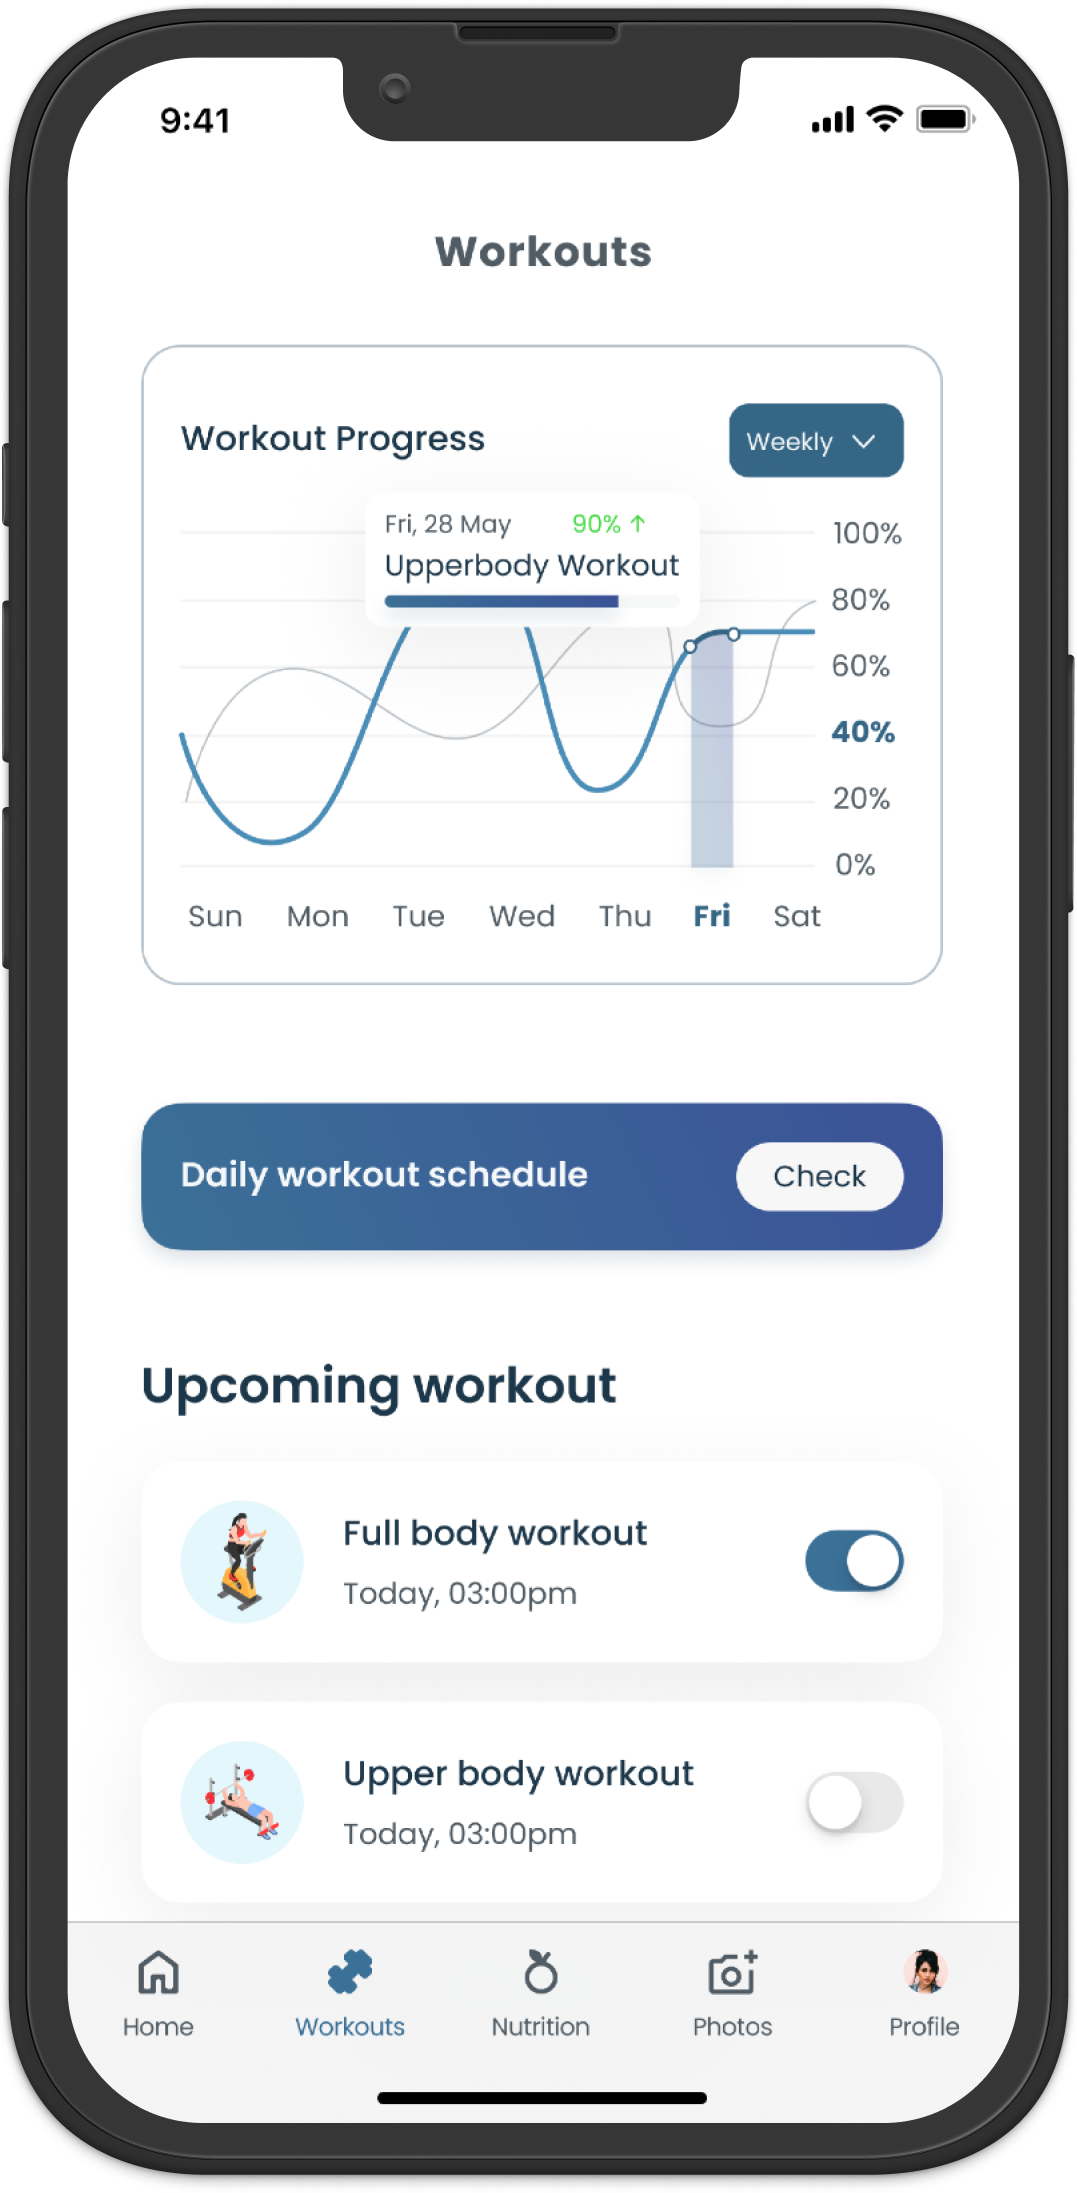 9:41
Workouts
Workout Progress
Weekly
Fri, 28 May 90% ↑
Upperbody Workout
100%
80%
60%
40%
20%
0%
Sun Mon Tue Wed Thu Fri Sat
Daily workout schedule
Check
Upcoming workout
Full body workout
Today, 03:00pm
Upper body workout
Today, 03:00pm
Home Workouts Nutrition Photos Profile